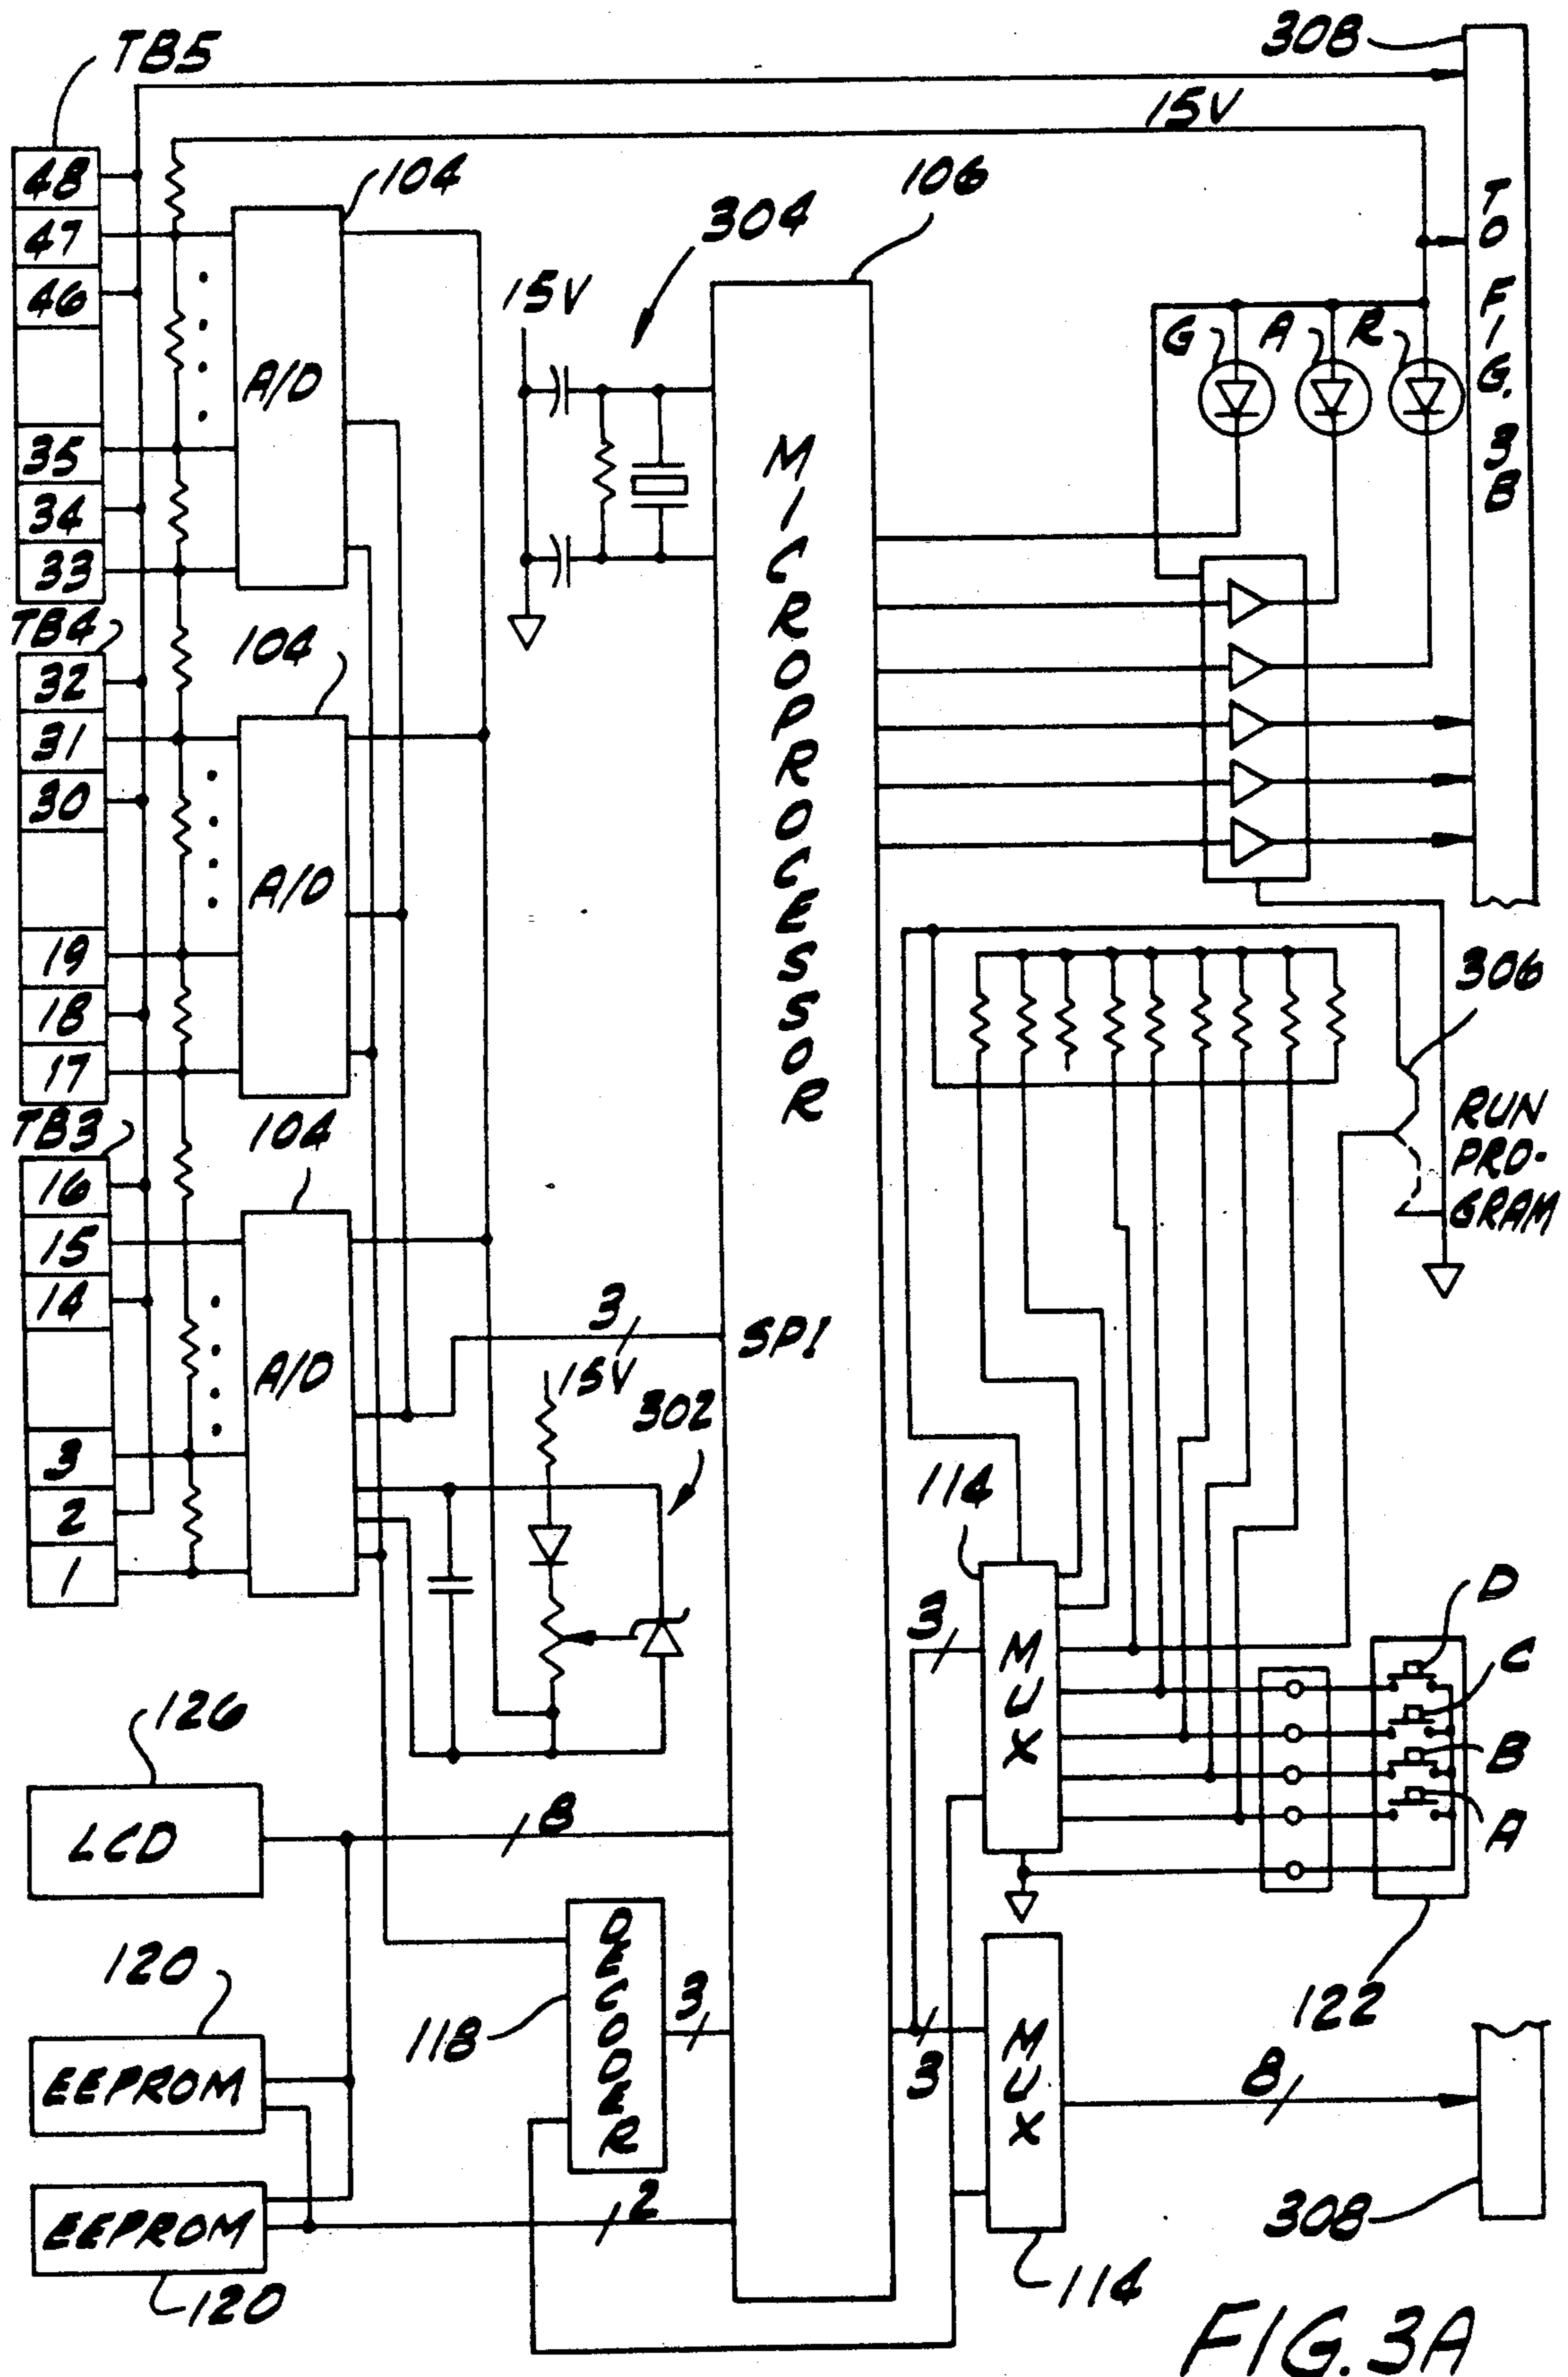 TB5
308
15V
48
47
46
35
34
33
104
A/D
304
15V
106
MICROPROCESSOR
SPI
G
A
R
TO FIG. 3B
TB4
32
31
30
19
18
17
104
A/D
TB3
16
15
14
3
2
1
104
A/D
3
15V
302
306
RUN
PRO-
GRAM
114
3
MUX
D
C
B
A
122
126
LCD
8
120
EEPROM
118
DECODER
3
3
MUX
8
308
EEPROM
120
2
114
FIG. 3A